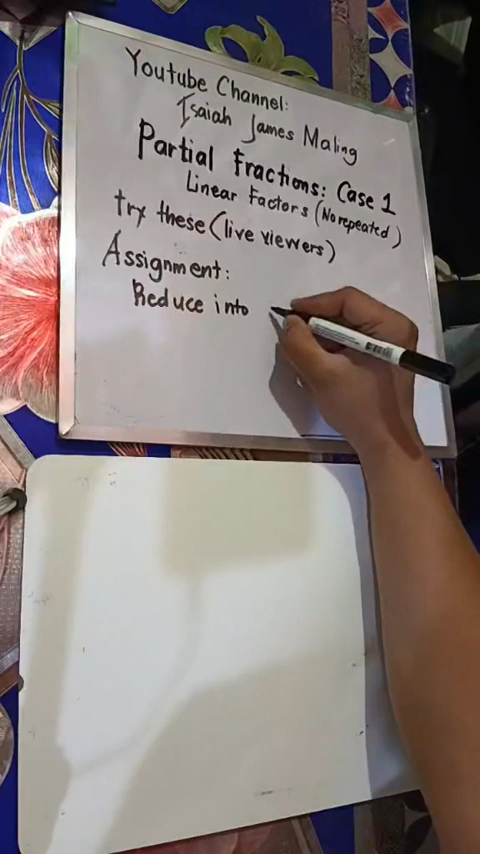 Youtube Channel:
Isaiah James Maling
Partial Fractions: Case 1
Linear Factors (No repeated)
try these (live viewers)
Assignment:
Reduce into